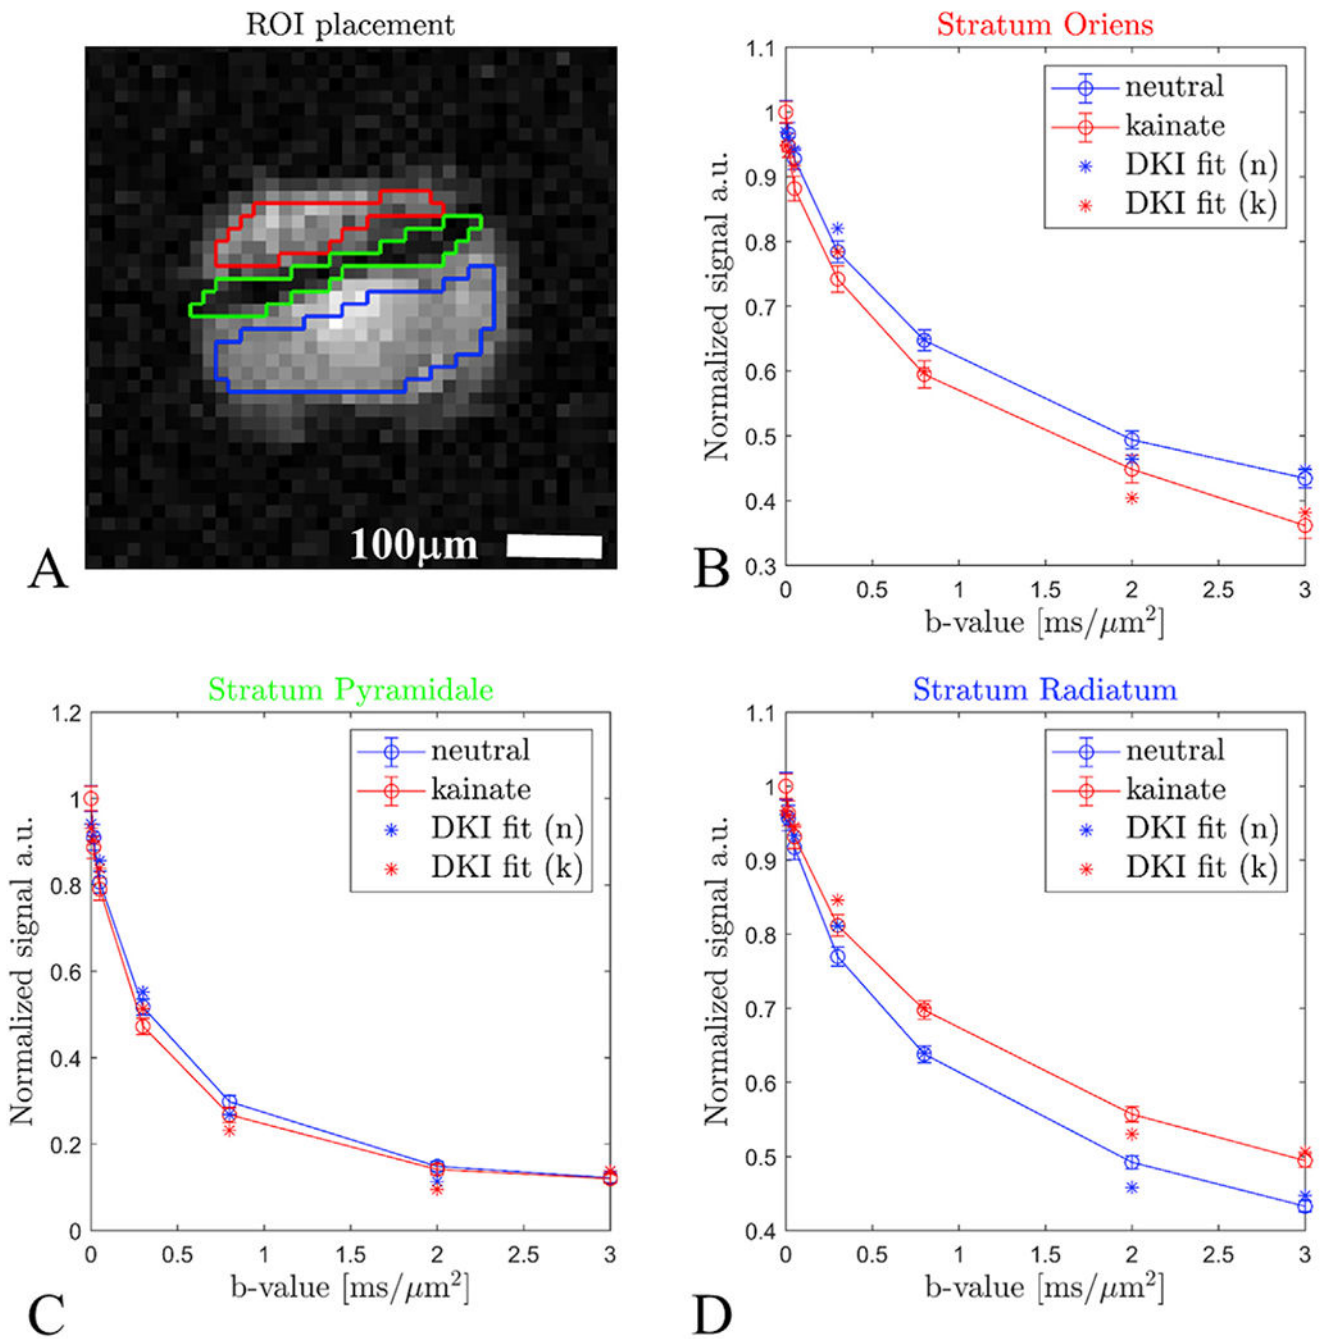 ROI placement
100μm
A
Stratum Oriens
1.1
1
0.9
0.8
0.7
0.6
0.5
0.4
0.3
Normalized signal a.u.
neutral
kainate
DKI fit (n)
DKI fit (k)
0 0.5 1 1.5 2 2.5 3
b-value [ms/μm²]
B
Stratum Pyramidale
1.2
1
0.8
0.6
0.4
0.2
0
Normalized signal a.u.
neutral
kainate
DKI fit (n)
DKI fit (k)
0 0.5 1 1.5 2 2.5 3
b-value [ms/μm²]
C
Stratum Radiatum
1.1
1
0.9
0.8
0.7
0.6
0.5
0.4
Normalized signal a.u.
neutral
kainate
DKI fit (n)
DKI fit (k)
0 0.5 1 1.5 2 2.5 3
b-value [ms/μm²]
D